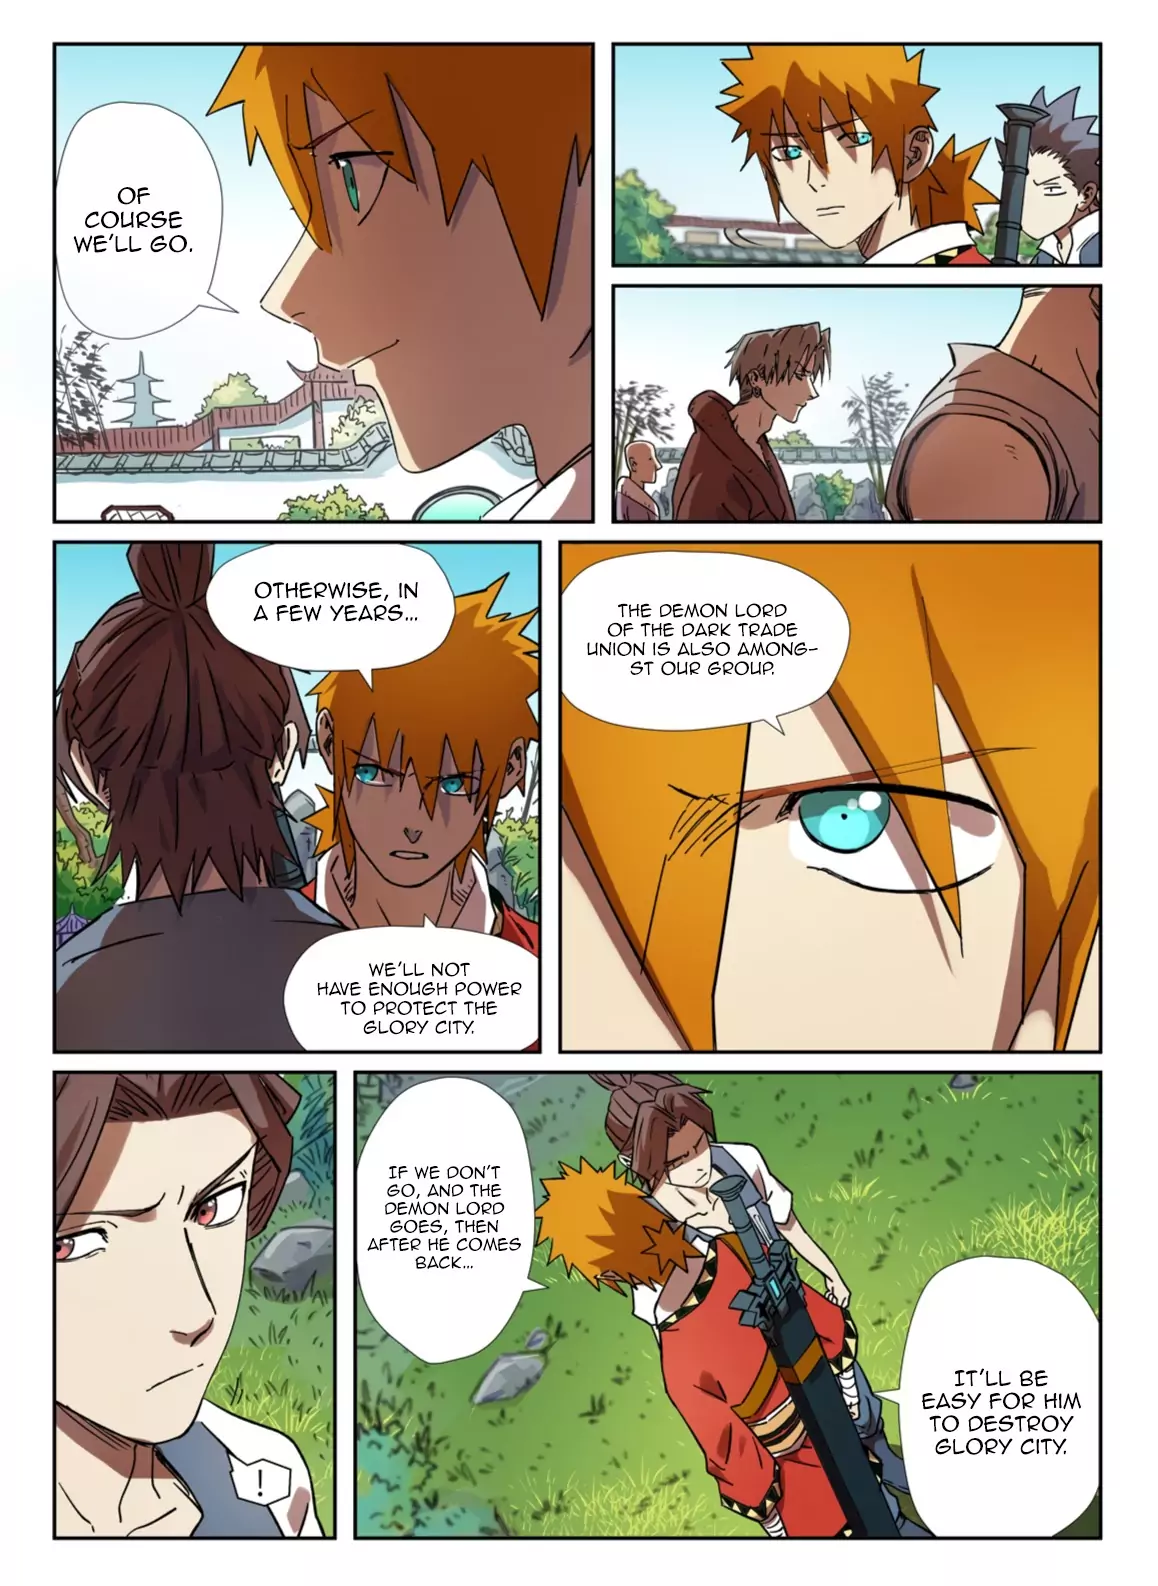 OF
COURSE
WE'LL GO.
OTHERWISE, IN
A FEW YEARS...
WE'LL NOT
HAVE ENOUGH POWER
TO PROTECT THE
GLORY CITY.
THE DEMON LORD
OF THE DARK TRADE
UNION IS ALSO AMONG-
ST OUR GROUP.
!
IF WE DON'T
GO, AND THE
DEMON LORD
GOES, THEN
AFTER HE COMES
BACK...
IT'LL BE
EASY FOR HIM
TO DESTROY
GLORY CITY.